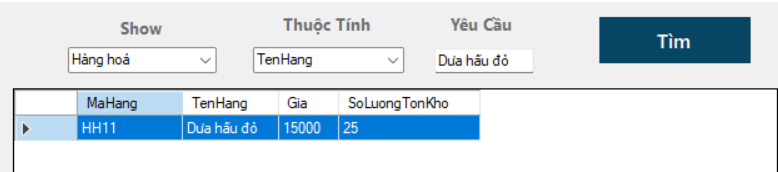 Show Thuộc Tính Yêu Cầu
Hàng hoá TenHang Dưa hấu đỏ Tìm
MaHang TenHang Gia SoLuongTonKho
HH11 Dưa hấu đỏ 15000 25